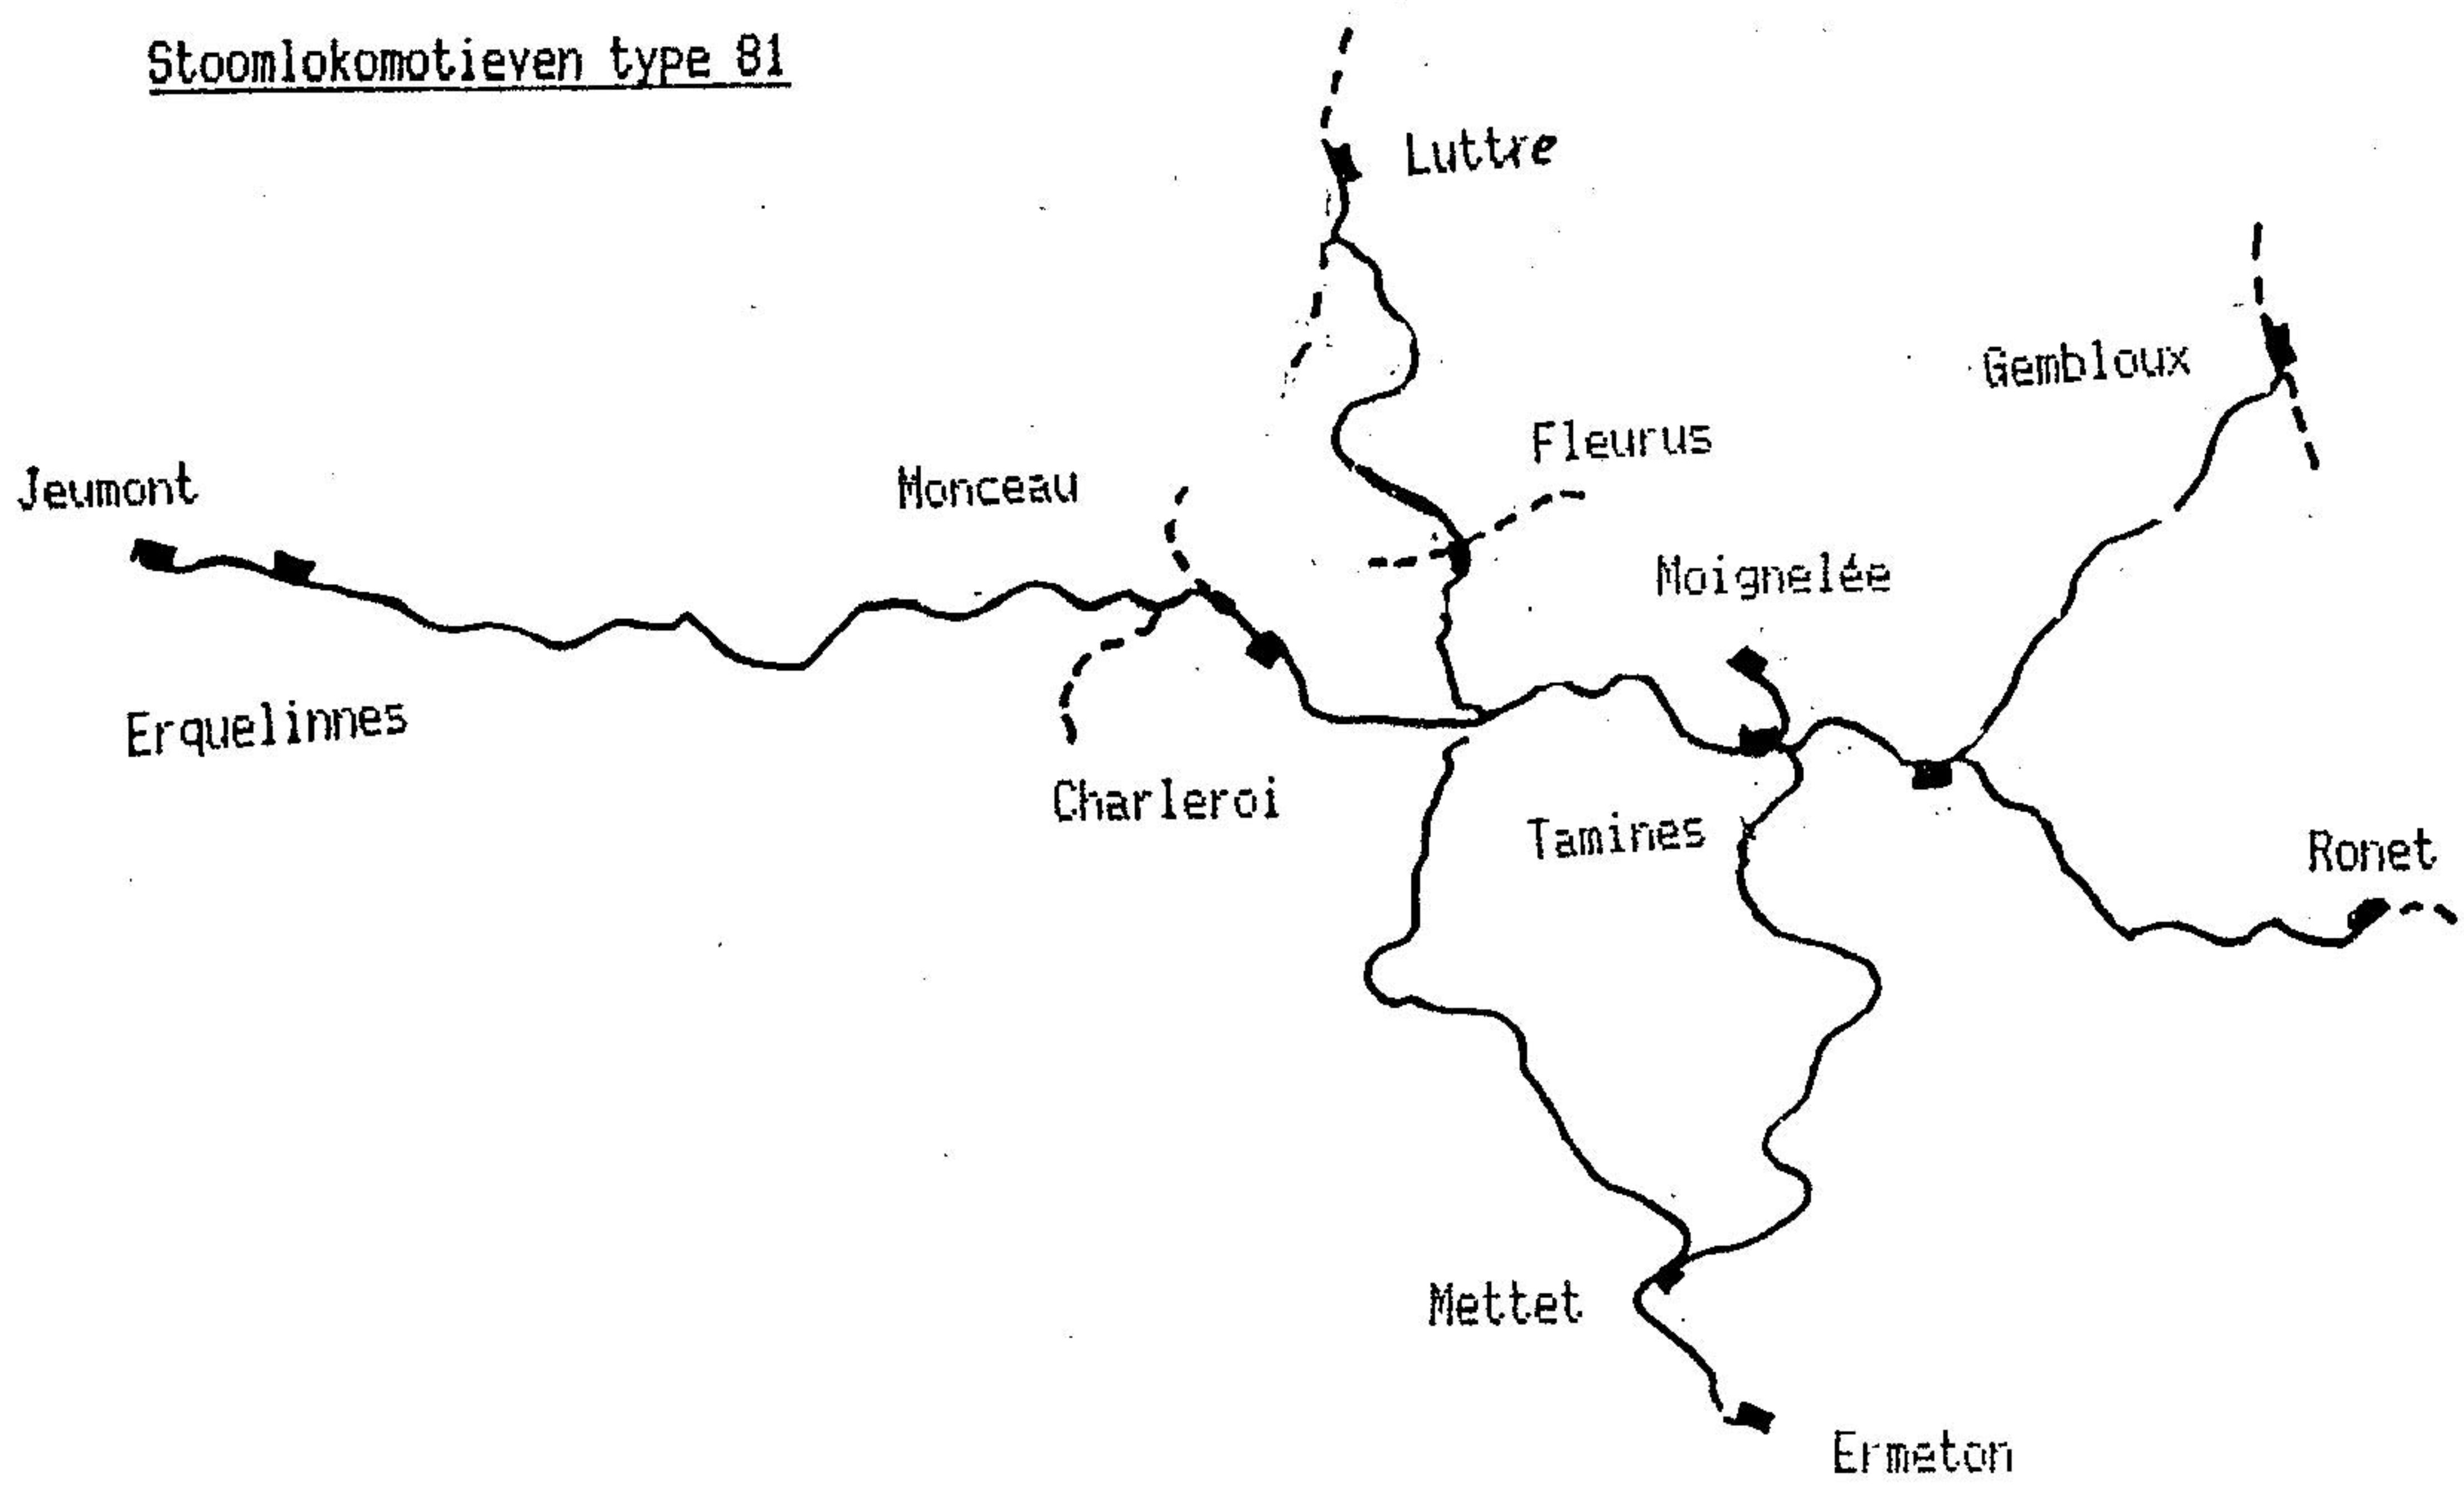 Stoomlokomotieven type 81
Luttre
Gembloux
Fleurus
Jeumont
Monceau
Moignelée
Erquelinnes
Charleroi
Tamines
Ronet
Mettet
Ermeton